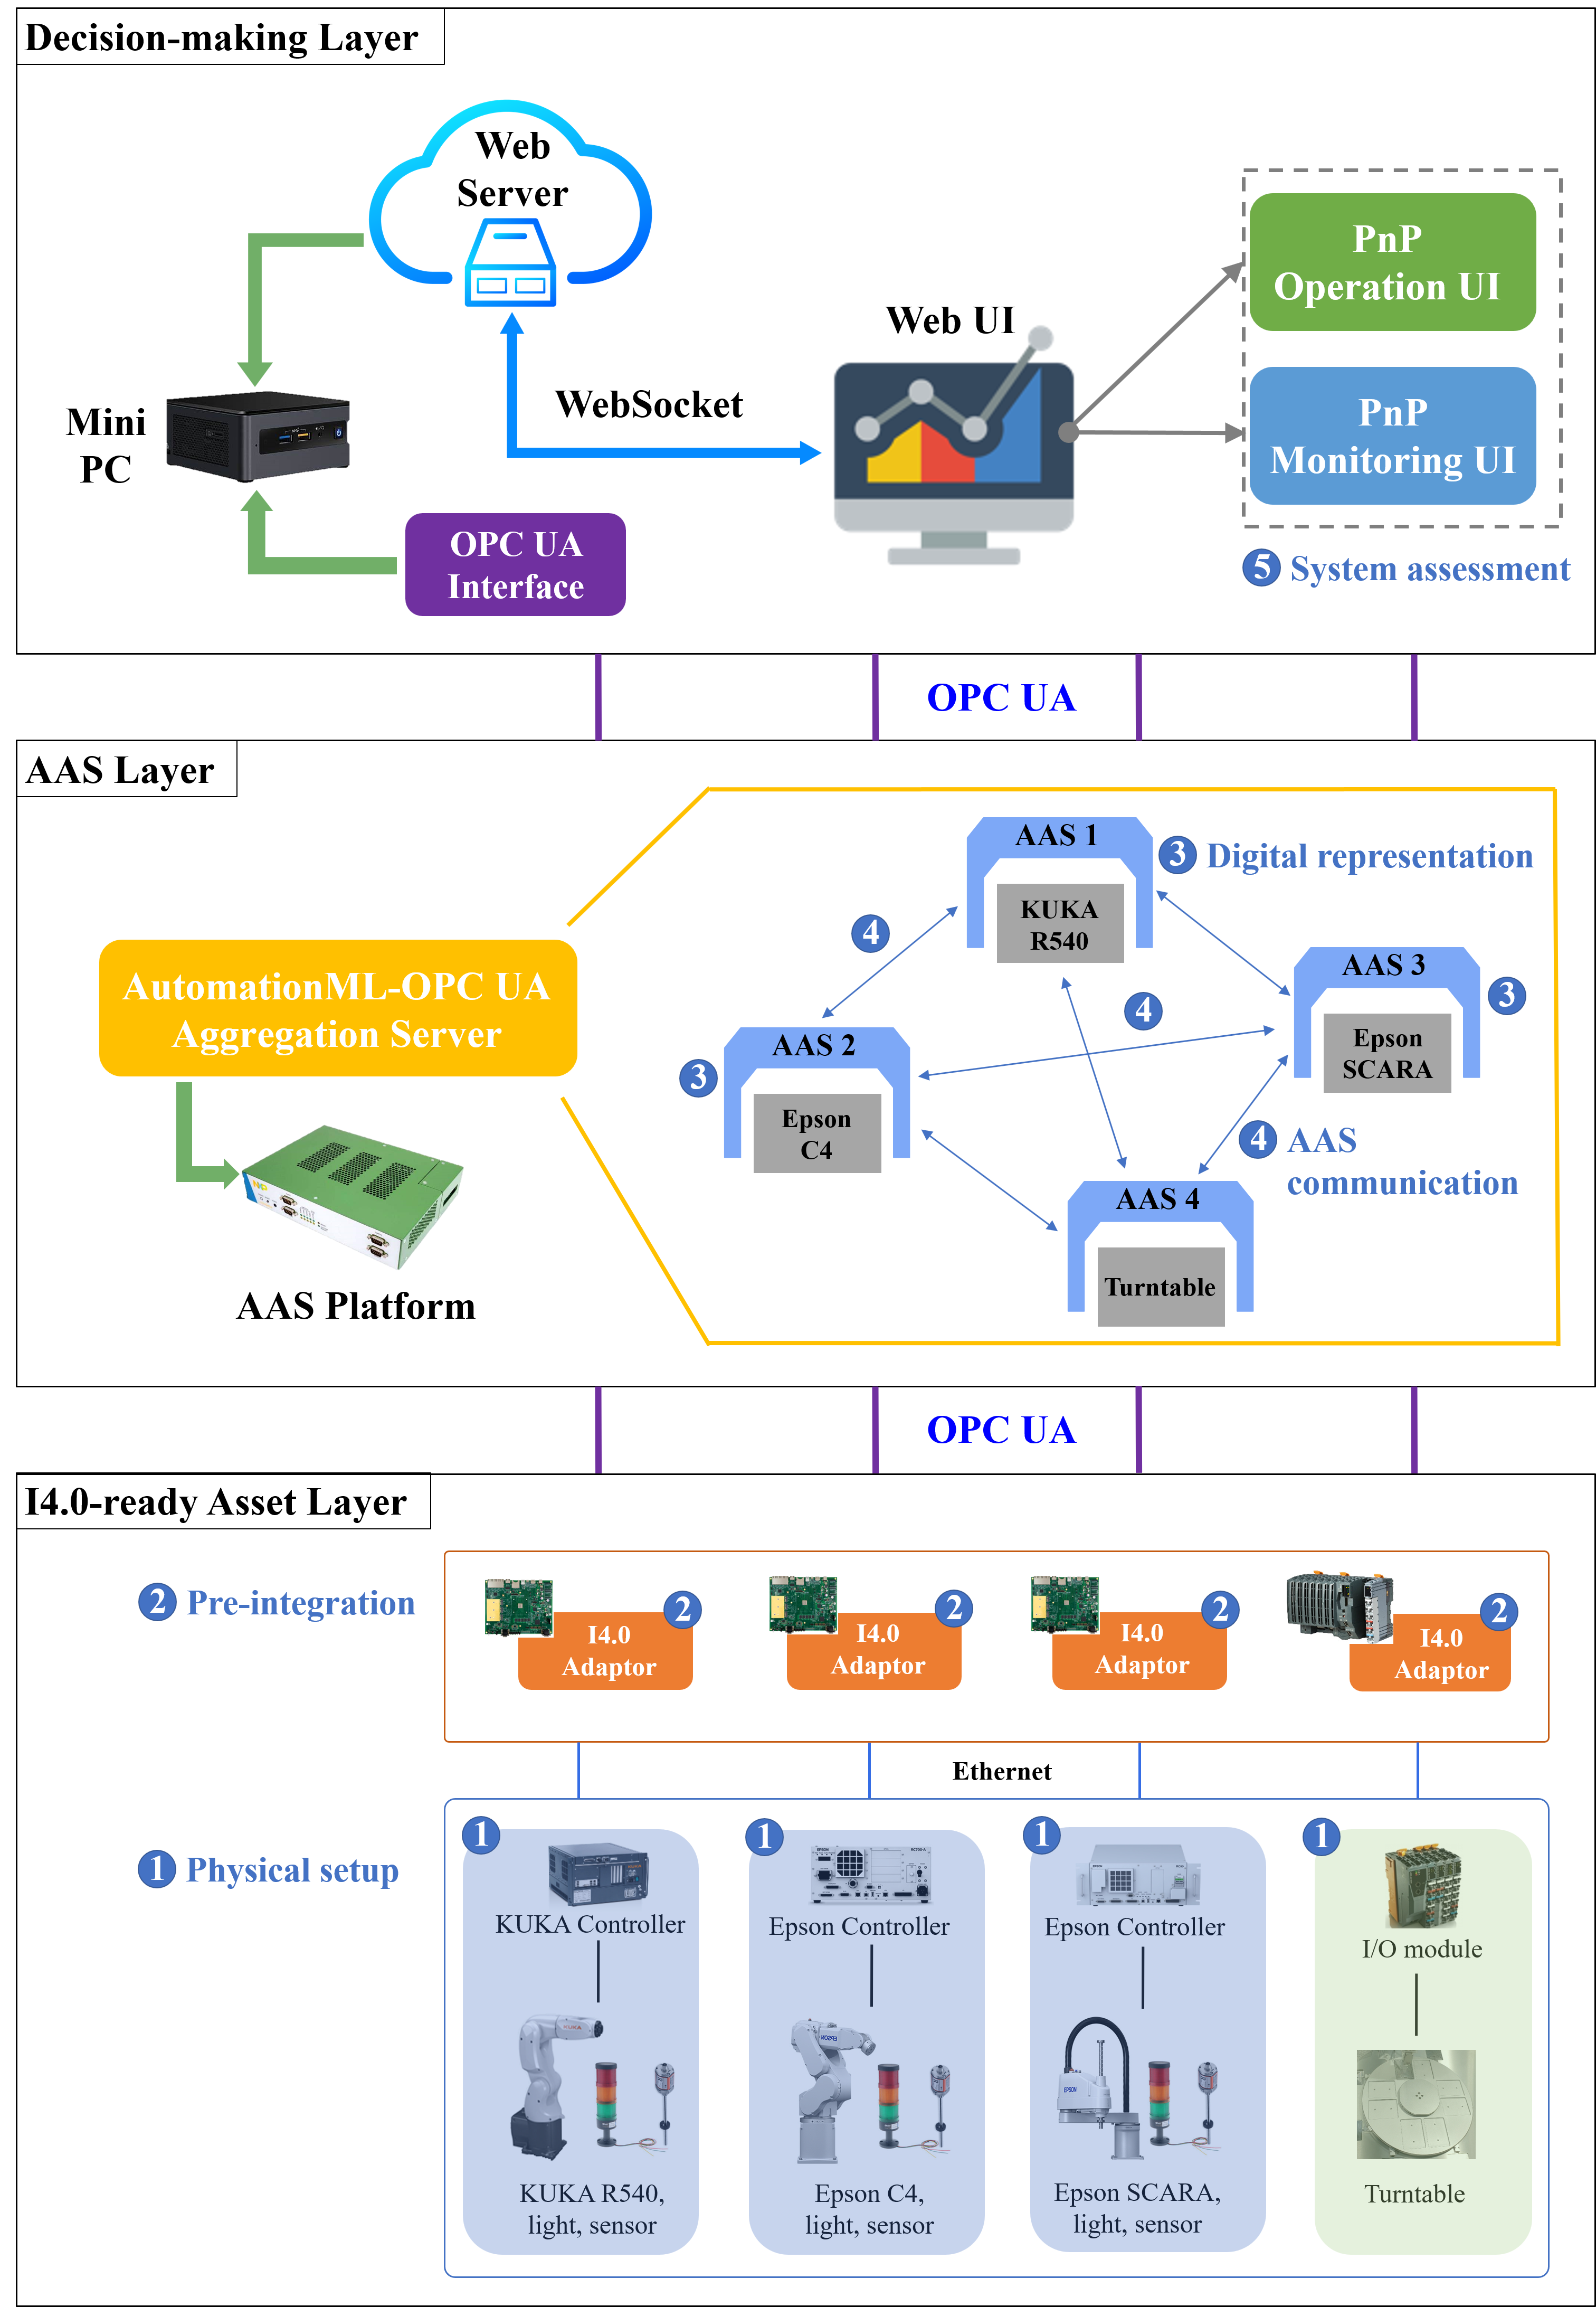 Decision-making Layer
Web
Server
Web UI
PnP
Operation UI
WebSocket
Mini
PC
PnP
Monitoring UI
OPC UA
Interface
5 System assessment
OPC UA
AAS Layer
AAS 1
3 Digital representation
KUKA
R540
4
AAS 3
3
4
Epson
SCARA
AutomationML-OPC UA
Aggregation Server
AAS 2
3
Epson
C4
4 AAS
communication
AAS 4
Turntable
AAS Platform
OPC UA
I4.0-ready Asset Layer
2 Pre-integration
2
2
2
2
I4.0
Adaptor
I4.0
Adaptor
I4.0
Adaptor
I4.0
Adaptor
Ethernet
1 Physical setup
1
1
1
1
KUKA Controller
Epson Controller
Epson Controller
I/O module
KUKA
EPSON
EPSON
KUKA R540,
light, sensor
Epson C4,
light, sensor
Epson SCARA,
light, sensor
Turntable